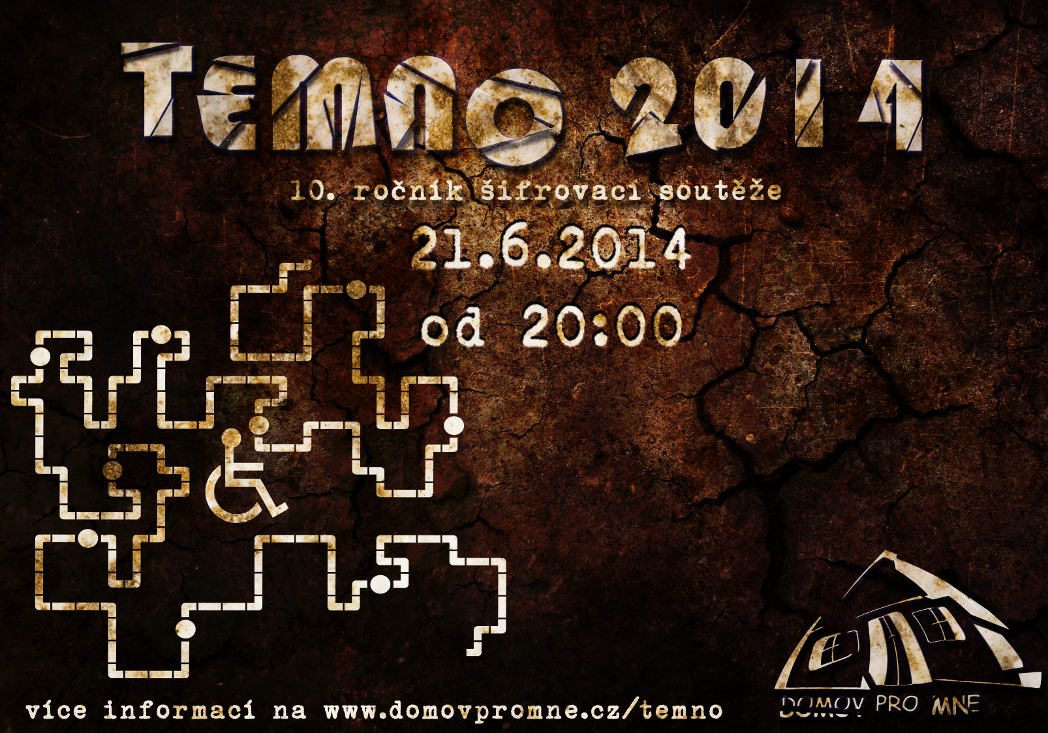 TEMNO 2014
10. ročník šifrovací soutěže
21.6.2014
od 20:00
více informací na www.domovpromne.cz/temno
DOMOV PRO MNE